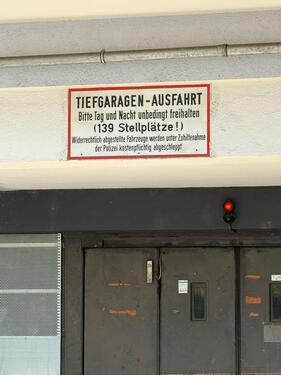 TIEFGARAGEN-AUSFAHRT
Bitte Tag und Nacht unbedingt freihalten
(139 Stellplätze!)
Widerrechtlich abgestellte Fahrzeuge werden unter Zuhilfenahme
der Polizei kostenpflichtig abgeschleppt